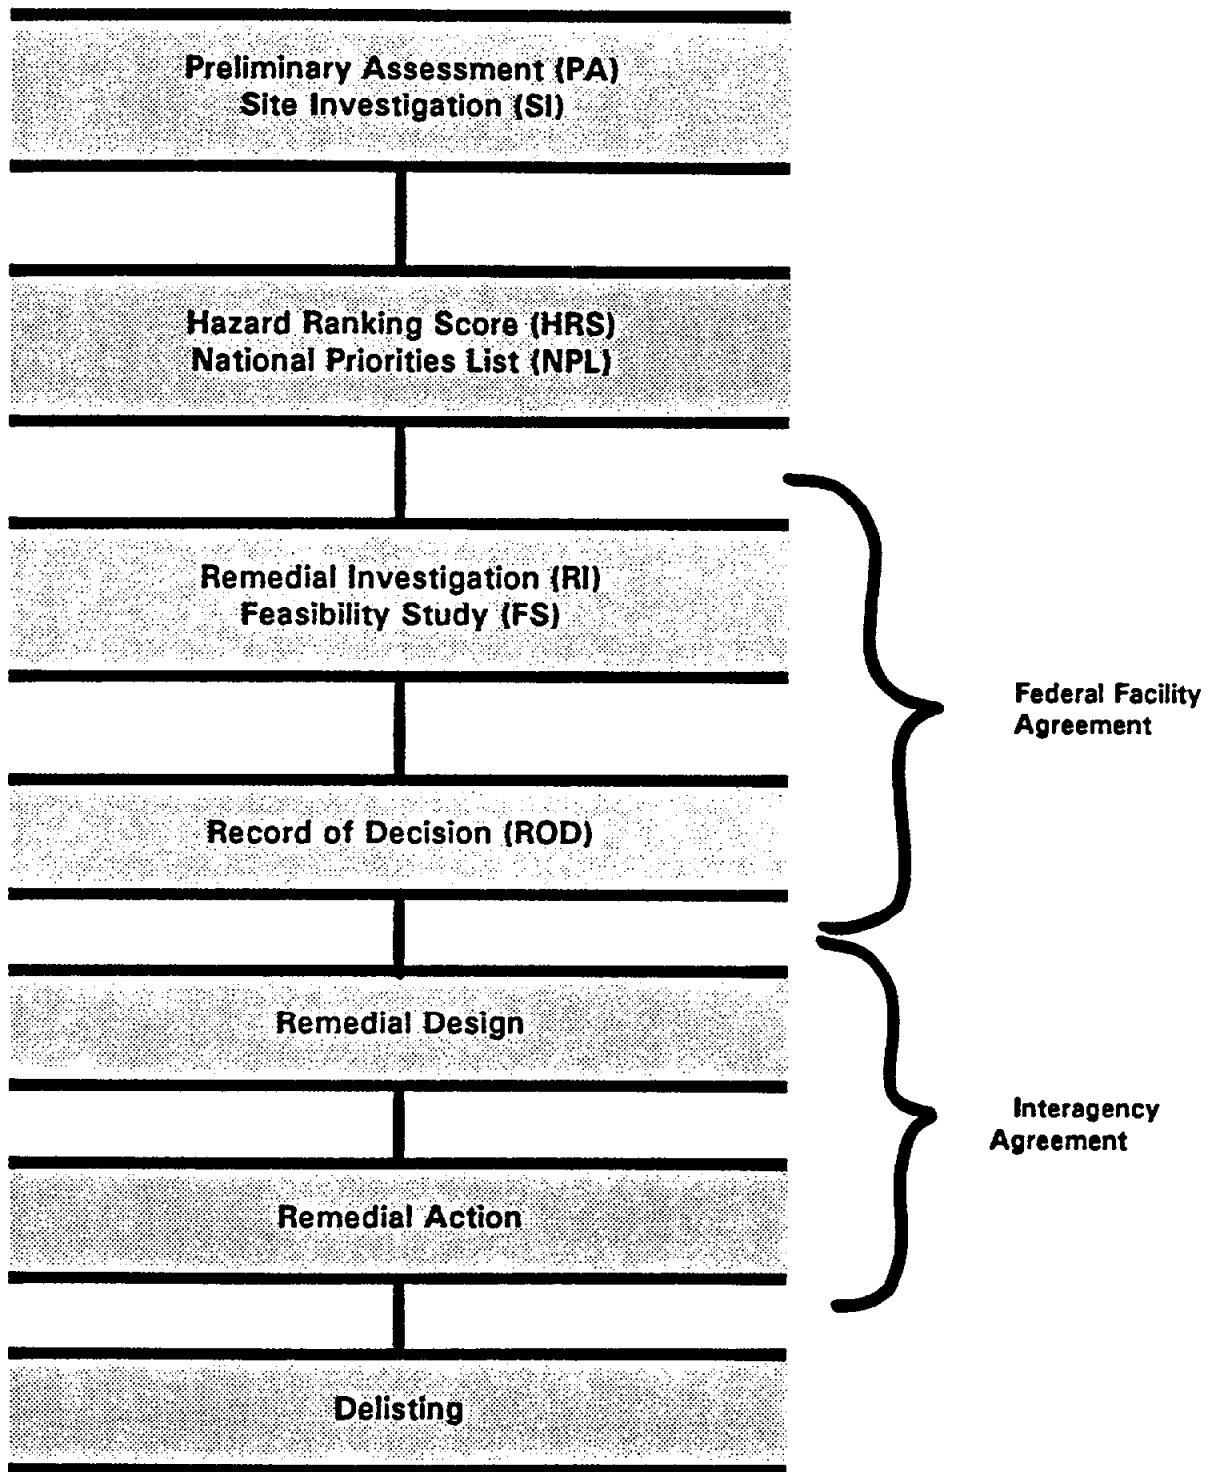 Preliminary Assessment (PA)
Site Investigation (SI)
Hazard Ranking Score (HRS)
National Priorities List (NPL)
Remedial Investigation (RI)
Feasibility Study (FS)
Federal Facility
Agreement
Record of Decision (ROD)
Remedial Design
Interagency
Agreement
Remedial Action
Delisting